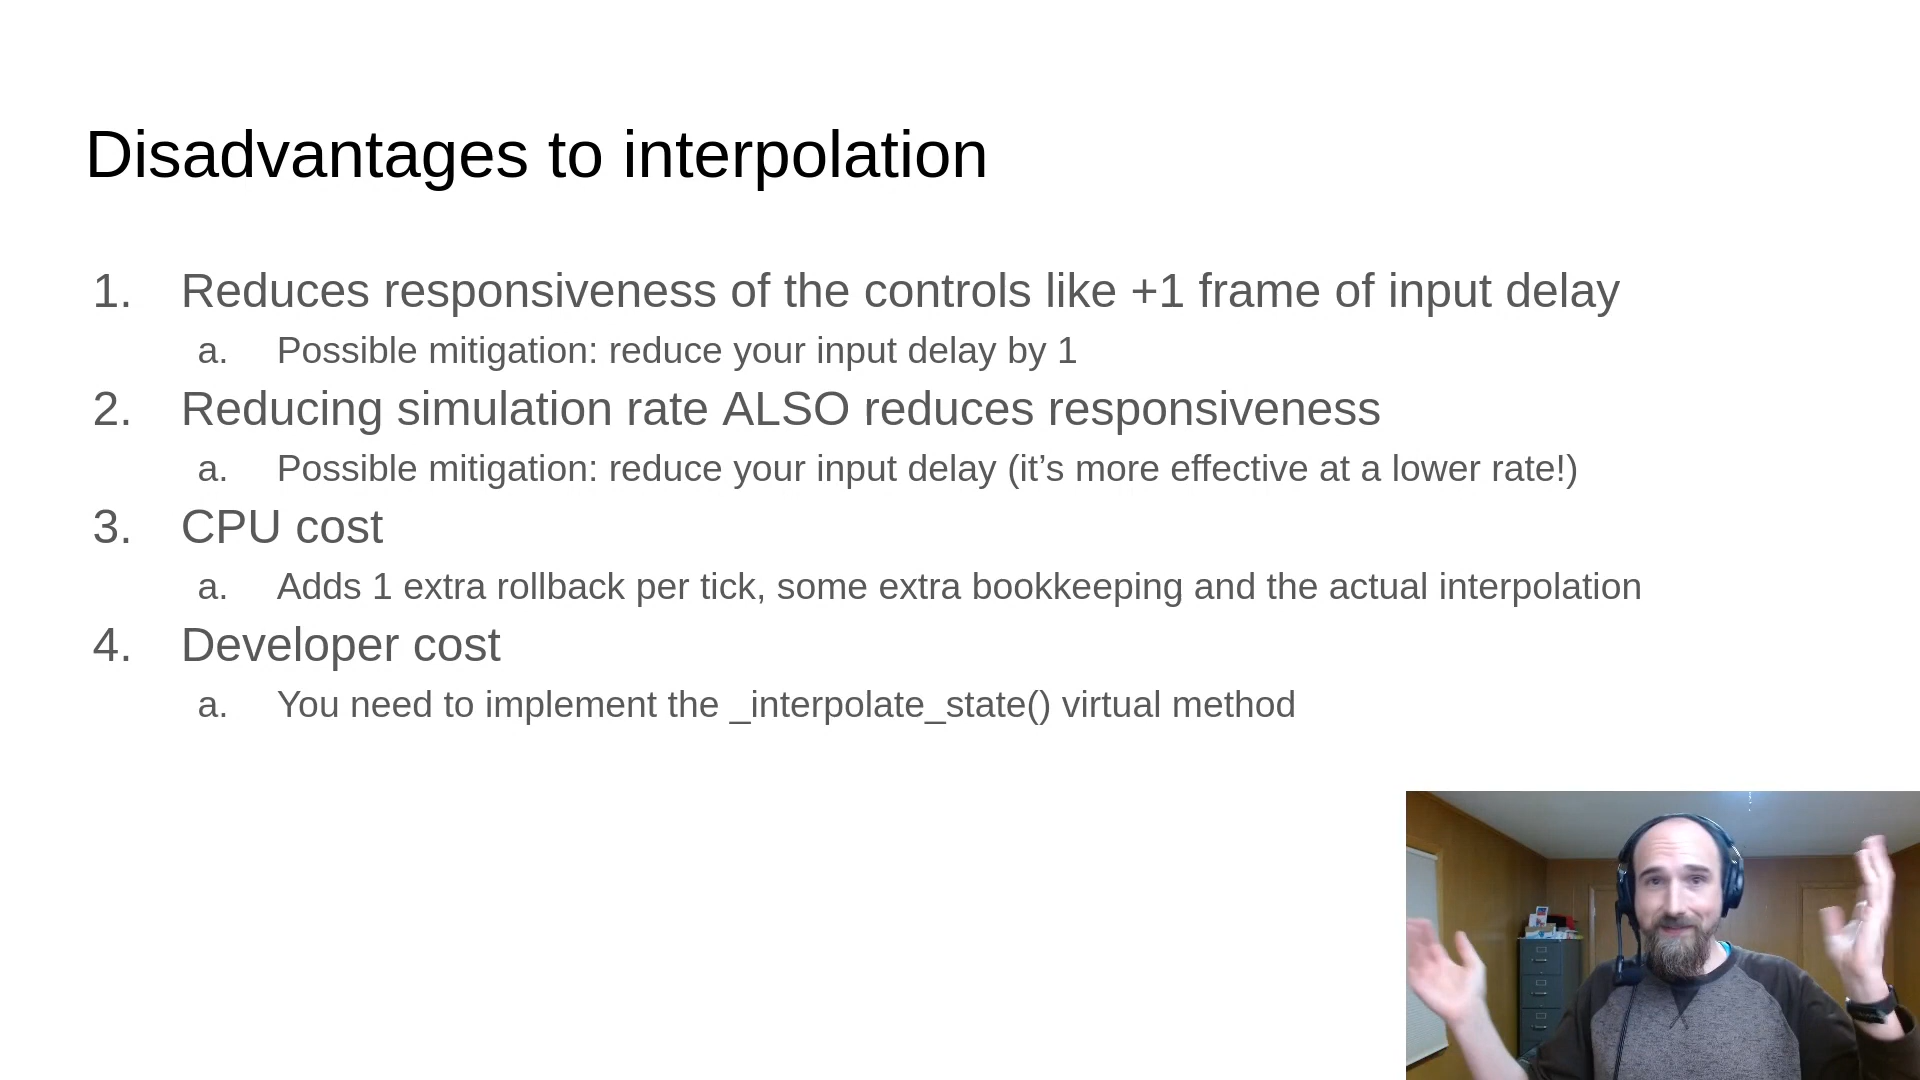 Disadvantages to interpolation
1. Reduces responsiveness of the controls like +1 frame of input delay
a. Possible mitigation: reduce your input delay by 1
2. Reducing simulation rate ALSO reduces responsiveness
a. Possible mitigation: reduce your input delay (it’s more effective at a lower rate!)
3. CPU cost
a. Adds 1 extra rollback per tick, some extra bookkeeping and the actual interpolation
4. Developer cost
a. You need to implement the _interpolate_state() virtual method